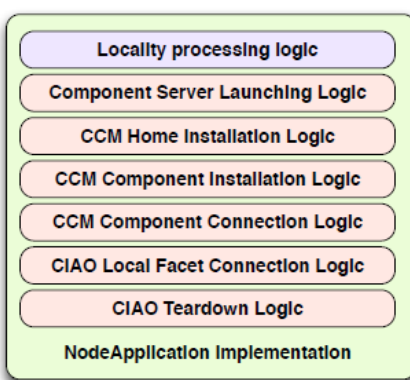 Locality processing logic
Component Server Launching Logic
CCM Home Installation Logic
CCM Component Installation Logic
CCM Component Connection Logic
CIAO Local Facet Connection Logic
CIAO Teardown Logic
NodeApplication Implementation